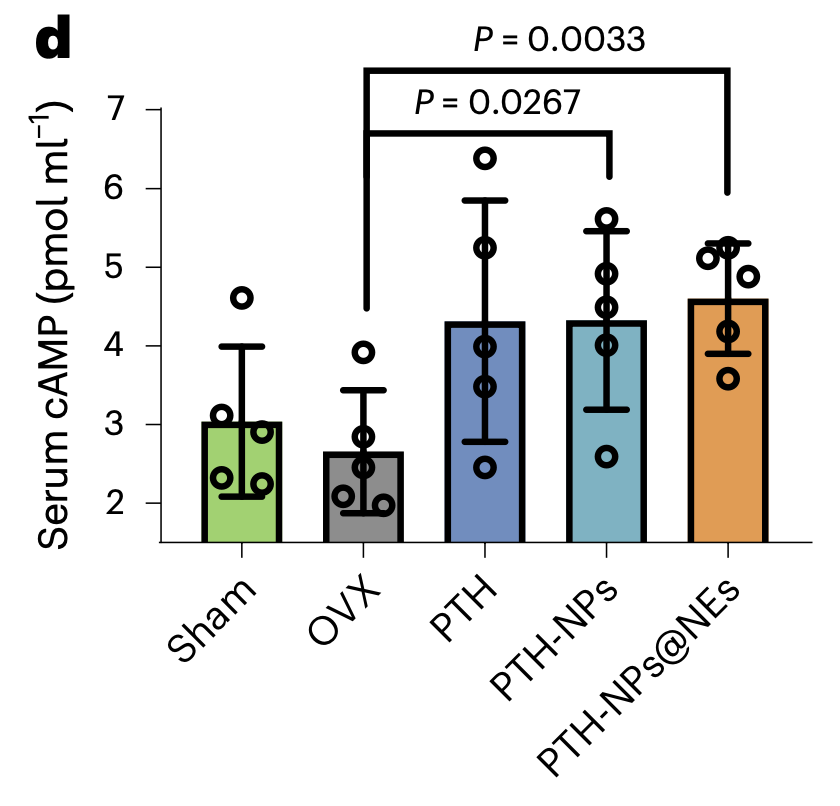 d
P = 0.0033
P = 0.0267
Serum cAMP (pmol ml⁻¹)
7
6
5
4
3
2
Sham
OVX
PTH
PTH-NPs
PTH-NPs@NEs